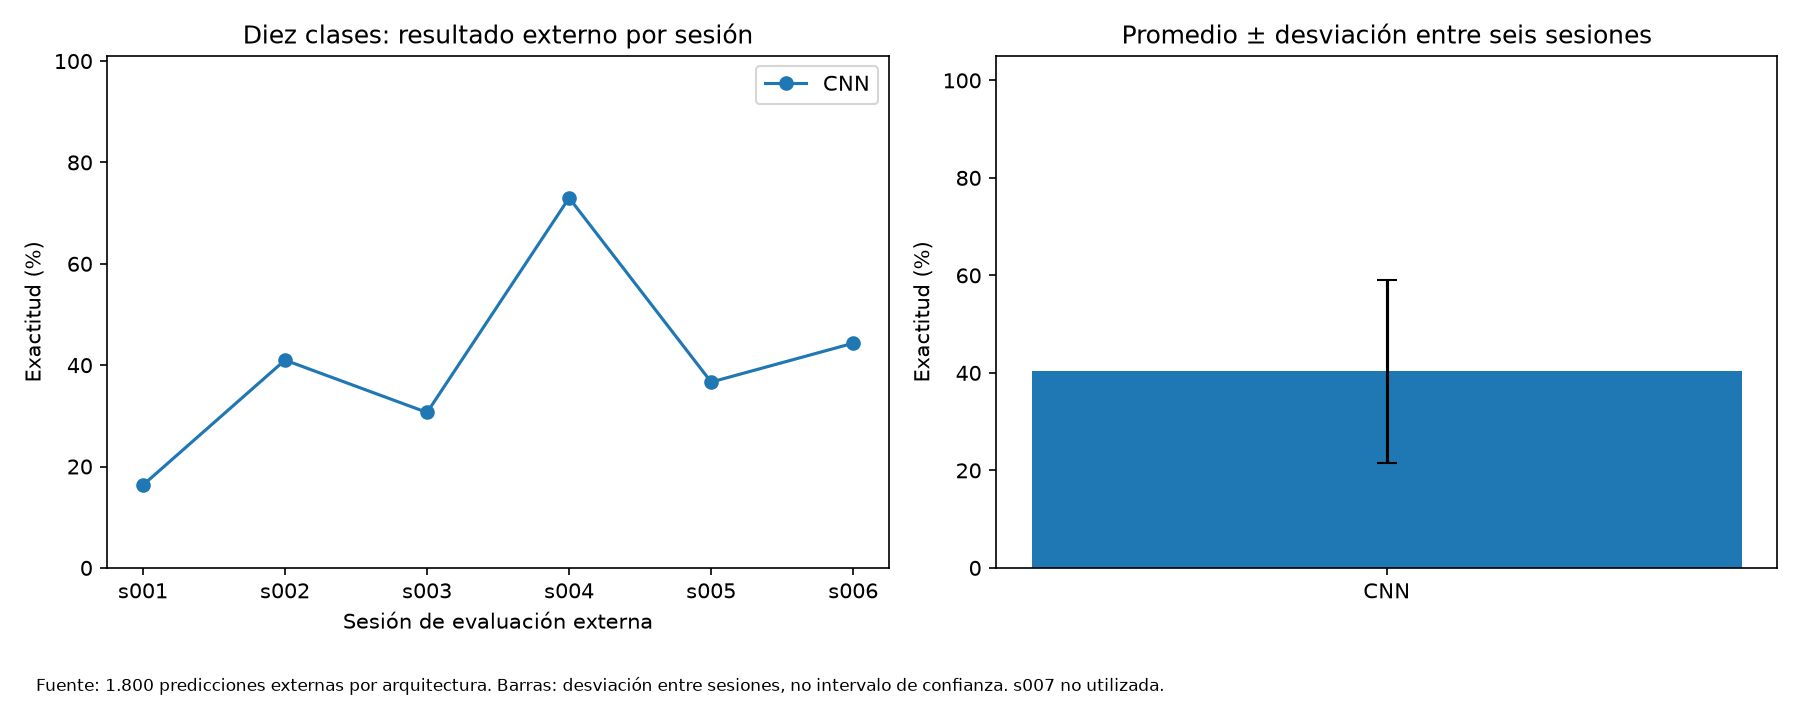 Diez clases: resultado externo por sesión
100
80
60
40
20
0
Exactitud (%)
CNN
s001 s002 s003 s004 s005 s006
Sesión de evaluación externa
Promedio ± desviación entre seis sesiones
100
80
60
40
20
0
Exactitud (%)
CNN
Fuente: 1.800 predicciones externas por arquitectura. Barras: desviación entre sesiones, no intervalo de confianza. s007 no utilizada.